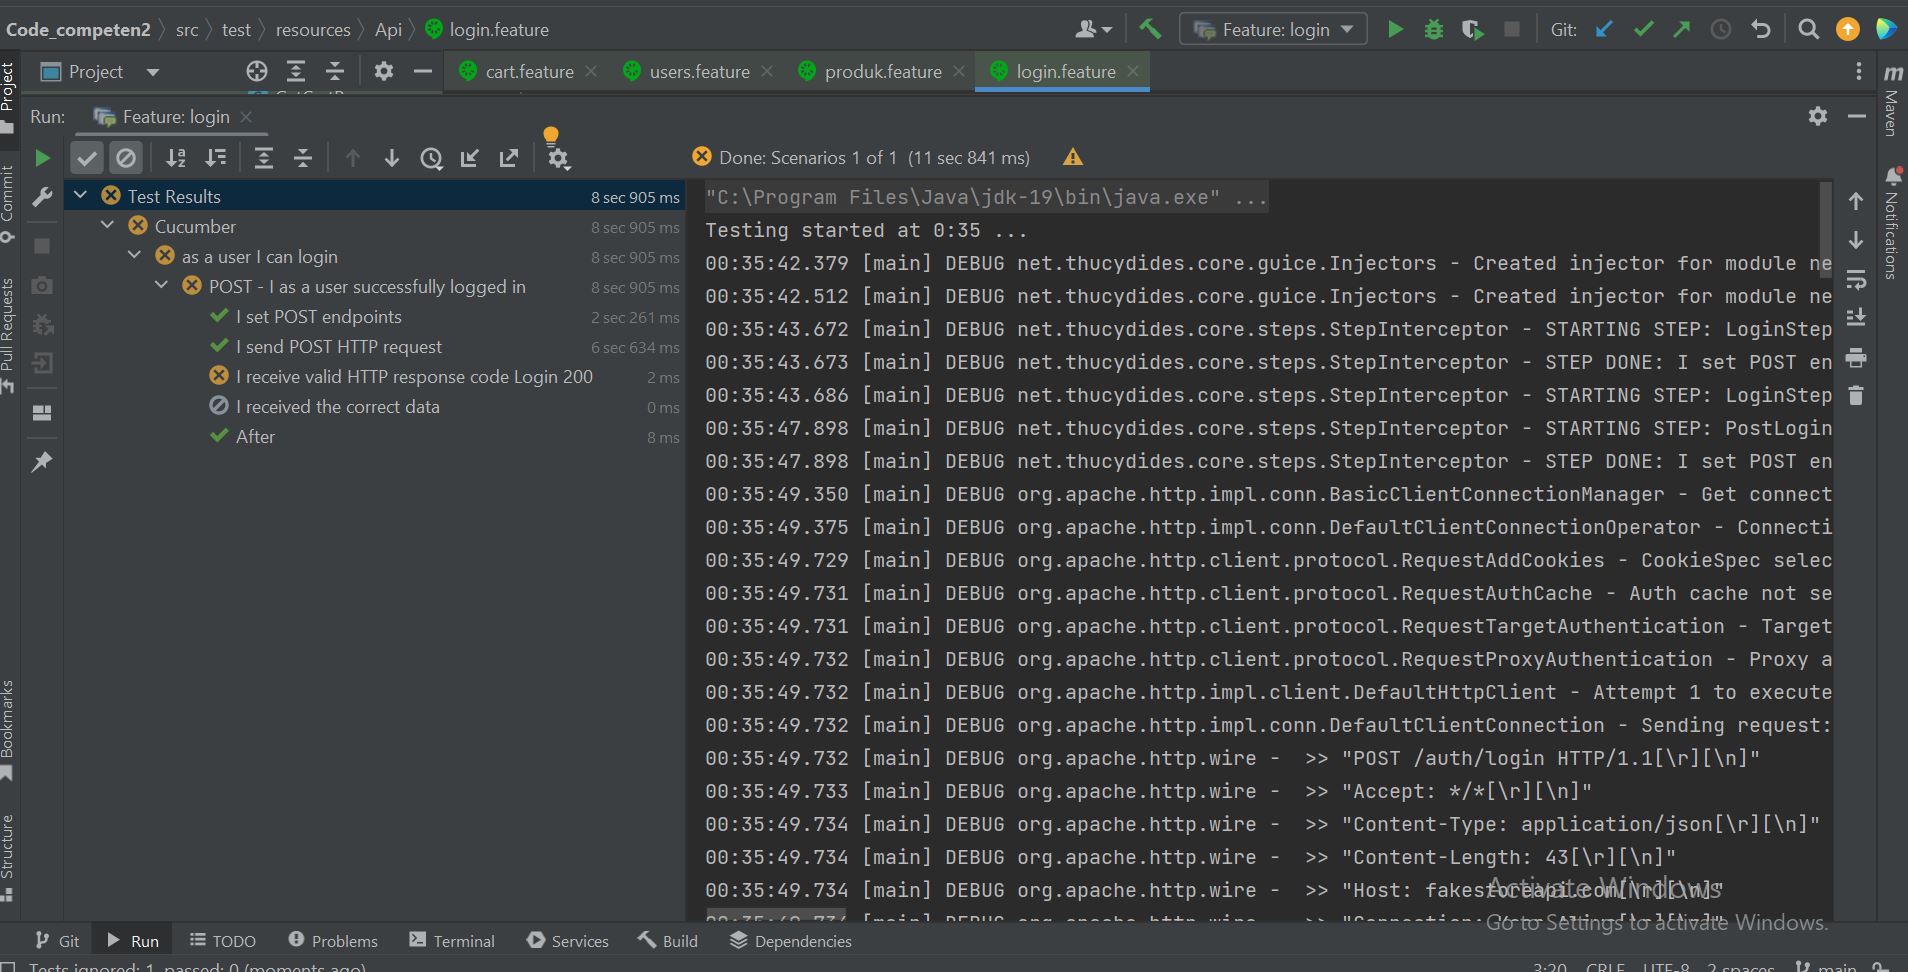 Code_competen2 src test resources Api login.feature Feature: login Git:
Project cart.feature users.feature produk.feature login.feature
Run: Feature: login
Done: Scenarios 1 of 1 (11 sec 841 ms)
Test Results 8 sec 905 ms
Cucumber 8 sec 905 ms
as a user I can login 8 sec 905 ms
POST - I as a user successfully logged in 8 sec 905 ms
I set POST endpoints 2 sec 261 ms
I send POST HTTP request 6 sec 634 ms
I receive valid HTTP response code Login 200 2 ms
I received the correct data 0 ms
After 8 ms
"C:\Program Files\Java\jdk-19\bin\java.exe" ...
Testing started at 0:35 ...
00:35:42.379 [main] DEBUG net.thucydides.core.guice.Injectors - Created injector for module ne
00:35:42.512 [main] DEBUG net.thucydides.core.guice.Injectors - Created injector for module ne
00:35:43.672 [main] DEBUG net.thucydides.core.steps.StepInterceptor - STARTING STEP: LoginStep
00:35:43.673 [main] DEBUG net.thucydides.core.steps.StepInterceptor - STEP DONE: I set POST en
00:35:43.686 [main] DEBUG net.thucydides.core.steps.StepInterceptor - STARTING STEP: LoginStep
00:35:47.898 [main] DEBUG net.thucydides.core.steps.StepInterceptor - STARTING STEP: PostLogin
00:35:47.898 [main] DEBUG net.thucydides.core.steps.StepInterceptor - STEP DONE: I set POST en
00:35:49.350 [main] DEBUG org.apache.http.impl.conn.BasicClientConnectionManager - Get connect
00:35:49.375 [main] DEBUG org.apache.http.impl.conn.DefaultClientConnectionOperator - Connecti
00:35:49.729 [main] DEBUG org.apache.http.client.protocol.RequestAddCookies - CookieSpec selec
00:35:49.731 [main] DEBUG org.apache.http.client.protocol.RequestAuthCache - Auth cache not se
00:35:49.731 [main] DEBUG org.apache.http.client.protocol.RequestTargetAuthentication - Target
00:35:49.732 [main] DEBUG org.apache.http.client.protocol.RequestProxyAuthentication - Proxy a
00:35:49.732 [main] DEBUG org.apache.http.impl.client.DefaultHttpClient - Attempt 1 to execute
00:35:49.732 [main] DEBUG org.apache.http.impl.conn.DefaultClientConnection - Sending request:
00:35:49.732 [main] DEBUG org.apache.http.wire - >> "POST /auth/login HTTP/1.1[\r][\n]"
00:35:49.733 [main] DEBUG org.apache.http.wire - >> "Accept: */*[\r][\n]"
00:35:49.734 [main] DEBUG org.apache.http.wire - >> "Content-Type: application/json[\r][\n]"
00:35:49.734 [main] DEBUG org.apache.http.wire - >> "Content-Length: 43[\r][\n]"
00:35:49.734 [main] DEBUG org.apache.http.wire - >> "Host: fakestoreapi.com[\r][\n]"
Activate Windows
Go to Settings to activate Windows.
Project
Commit
Pull Requests
Bookmarks
Structure
m
Maven
Notifications
Git Run TODO Problems Terminal Services Build Dependencies
Tests ignored: 1, passed: 0 (moments ago) 3:20 CRLF UTF-8 2 spaces main